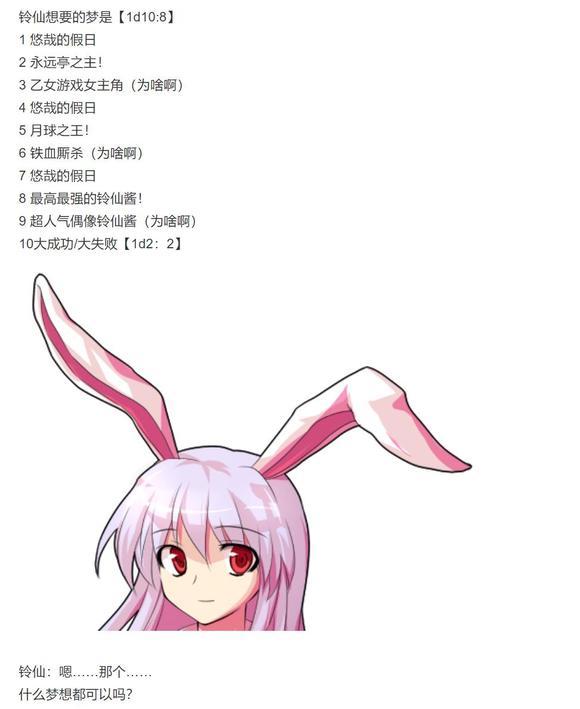 铃仙想要的梦是【1d10:8】
1 悠哉的假日
2 永远亭之主!
3 乙女游戏女主角（为啥啊）
4 悠哉的假日
5 月球之王!
6 铁血厮杀（为啥啊）
7 悠哉的假日
8 最高最强的铃仙酱!
9 超人气偶像铃仙酱（为啥啊）
10大成功/大失败【1d2：2】
铃仙：嗯……那个……
什么梦想都可以吗?